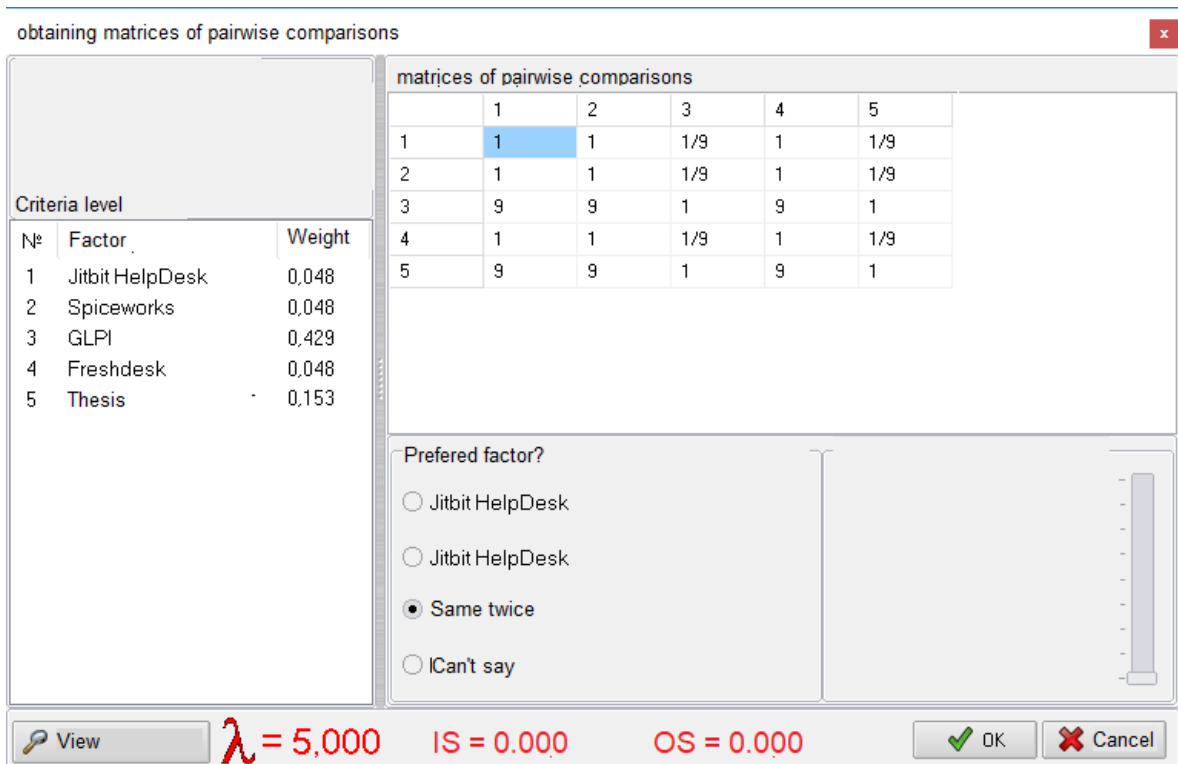 obtaining matrices of pairwise comparisons
x
Criteria level
№ Factor Weight
1 Jitbit HelpDesk 0,048
2 Spiceworks 0,048
3 GLPI 0,429
4 Freshdesk 0,048
5 Thesis 0,153
matrices of pairwise comparisons
1 2 3 4 5
1 1 1 1/9 1 1/9
2 1 1 1/9 1 1/9
3 9 9 1 9 1
4 1 1 1/9 1 1/9
5 9 9 1 9 1
Prefered factor?
Jitbit HelpDesk
Jitbit HelpDesk
Same twice
ICan't say
View
λ = 5,000 IS = 0.000 OS = 0.000
OK
Cancel